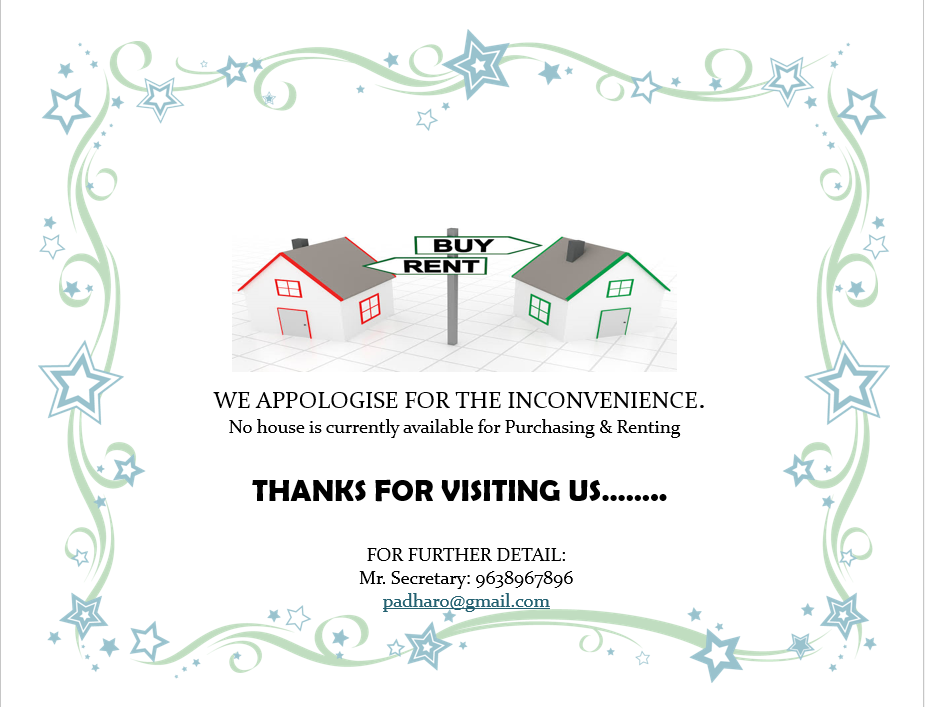 BUY
RENT
WE APPOLOGISE FOR THE INCONVENIENCE.
No house is currently available for Purchasing & Renting
THANKS FOR VISITING US........
FOR FURTHER DETAIL:
Mr. Secretary: 9638967896
padharo@gmail.com